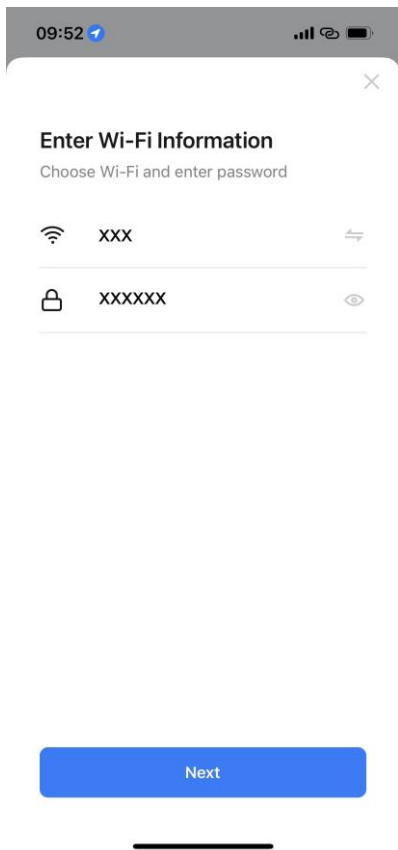 09:52
Enter Wi-Fi Information
Choose Wi-Fi and enter password
XXX
XXXXXX
Next